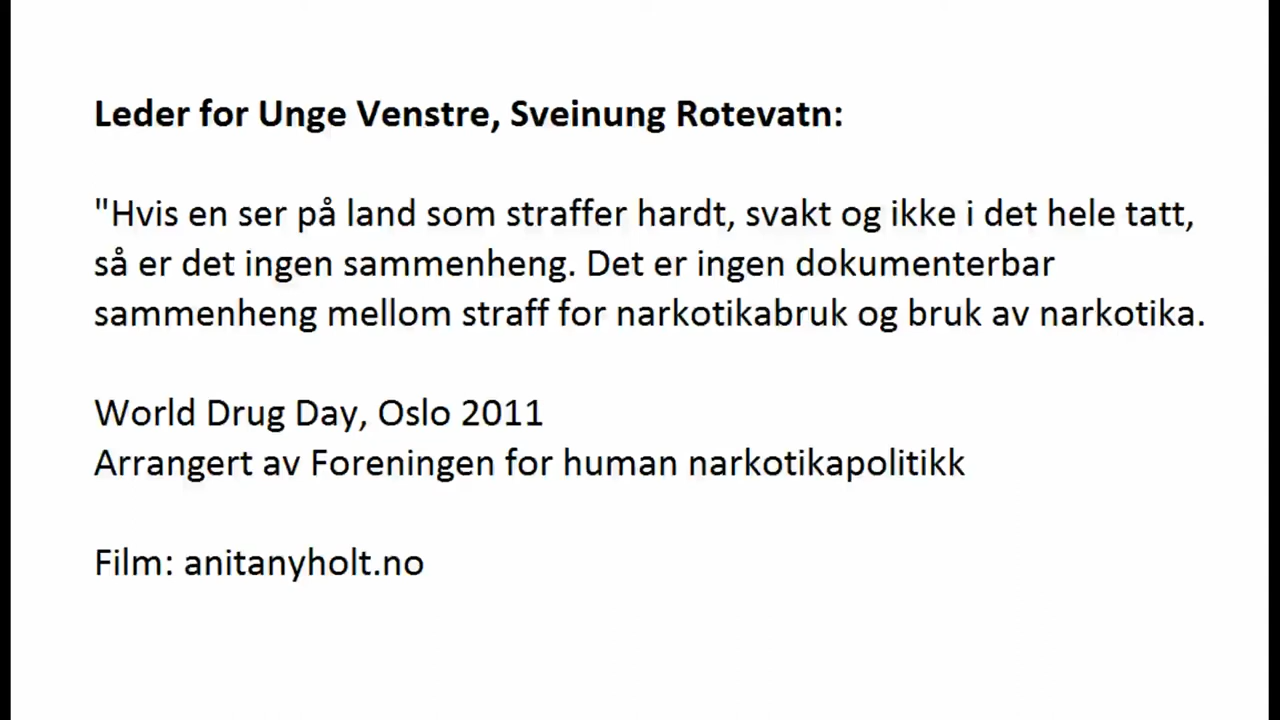 Leder for Unge Venstre, Sveinung Rotevatn:
"Hvis en ser på land som straffer hardt, svakt og ikke i det hele tatt,
så er det ingen sammenheng. Det er ingen dokumenterbar
sammenheng mellom straff for narkotikabruk og bruk av narkotika.
World Drug Day, Oslo 2011
Arrangert av Foreningen for human narkotikapolitikk
Film: anitanyholt.no